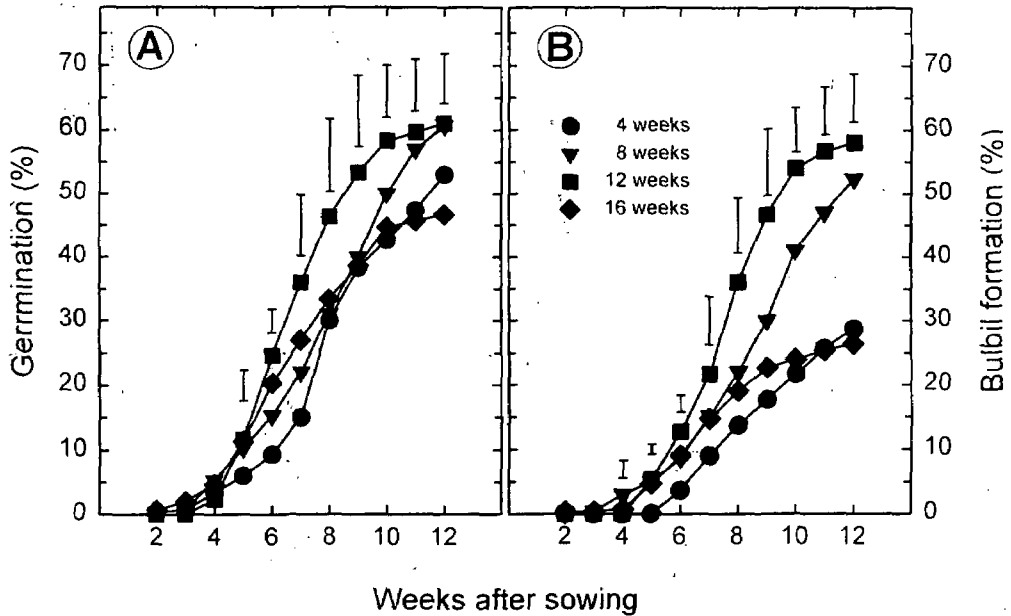 A
B
70
60
50
40
30
20
10
0
Gerrmination (%)
2 4 6 8 10 12
4 weeks
8 weeks
12 weeks
16 weeks
2 4 6 8 10 12
70
60
50
40
30
20
10
0
Bulbil formation (%)
Weeks after sowing